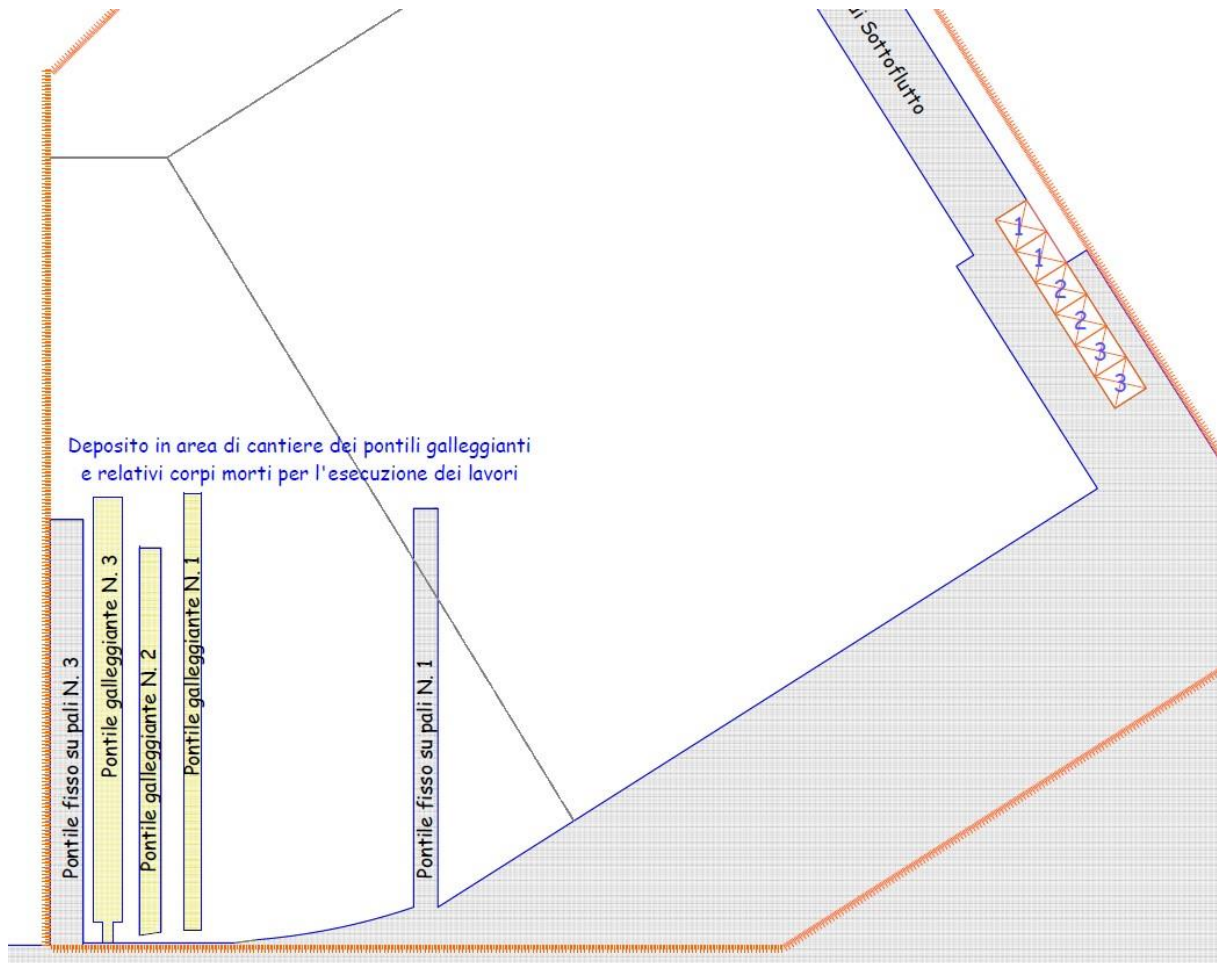 di Sottoflutto
1
1
2
2
3
3
Deposito in area di cantiere dei pontili galleggianti
e relativi corpi morti per l'esecuzione dei lavori
Pontile fisso su pali N. 3
Pontile galleggiante N. 3
Pontile galleggiante N. 2
Pontile galleggiante N. 1
Pontile fisso su pali N. 1